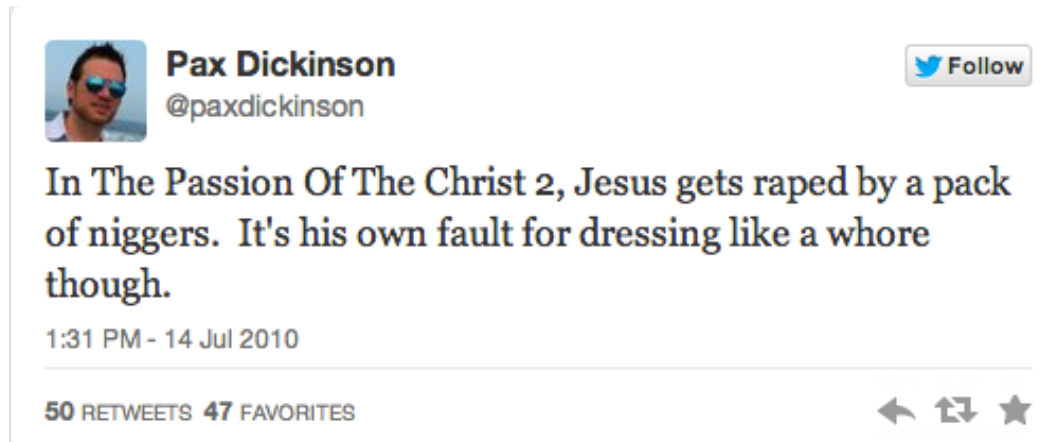 Pax Dickinson
@paxdickinson
Follow
In The Passion Of The Christ 2, Jesus gets raped by a pack
of niggers.  It's his own fault for dressing like a whore
though.
1:31 PM - 14 Jul 2010
50 RETWEETS 47 FAVORITES